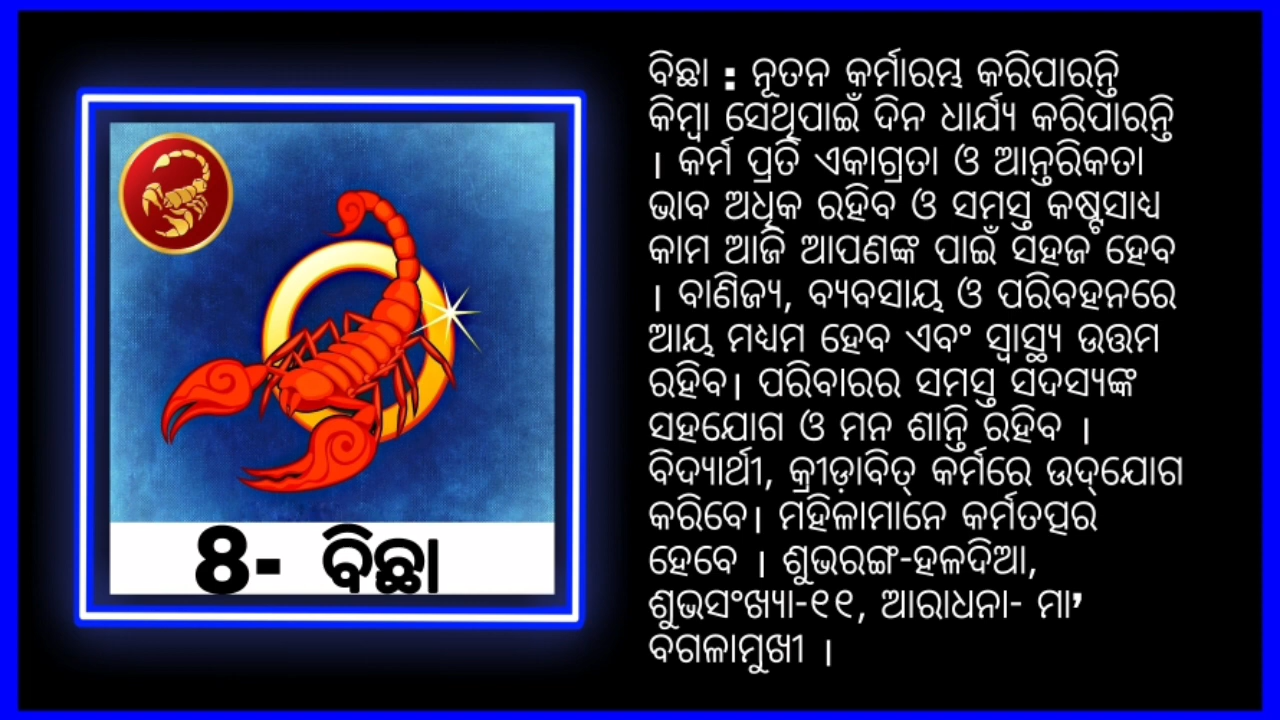 8- ବିଛା
ବିଛା : ନୂତନ କର୍ମାରମ୍ଭ କରିପାରନ୍ତି
କିମ୍ବା ସେଥିପାଇଁ ଦିନ ଧାର୍ଯ୍ୟ କରିପାରନ୍ତି
। କର୍ମ ପ୍ରତି ଏକାଗ୍ରତା ଓ ଆନ୍ତରିକତା
ଭାବ ଅଧିକ ରହିବ ଓ ସମସ୍ତ କଷ୍ଟସାଧ୍ୟ
କାମ ଆଜି ଆପଣଙ୍କ ପାଇଁ ସହଜ ହେବ
। ବାଣିଜ୍ୟ, ବ୍ୟବସାୟ ଓ ପରିବହନରେ
ଆୟ ମଧ୍ୟମ ହେବ ଏବଂ ସ୍ୱାସ୍ଥ୍ୟ ଉତ୍ତମ
ରହିବ। ପରିବାରର ସମସ୍ତ ସଦସ୍ୟଙ୍କ
ସହଯୋଗ ଓ ମନ ଶାନ୍ତି ରହିବ ।
ବିଦ୍ୟାର୍ଥୀ, କ୍ରୀଡ଼ାବିତ୍ କର୍ମରେ ଉଦ୍‌ଯୋଗ
କରିବେ। ମହିଳାମାନେ କର୍ମତତ୍ପର
ହେବେ । ଶୁଭରଙ୍ଗ-ହଳଦିଆ,
ଶୁଭସଂଖ୍ୟା-୧୧, ଆରାଧନା- ମା’
ବଗଳାମୁଖୀ ।